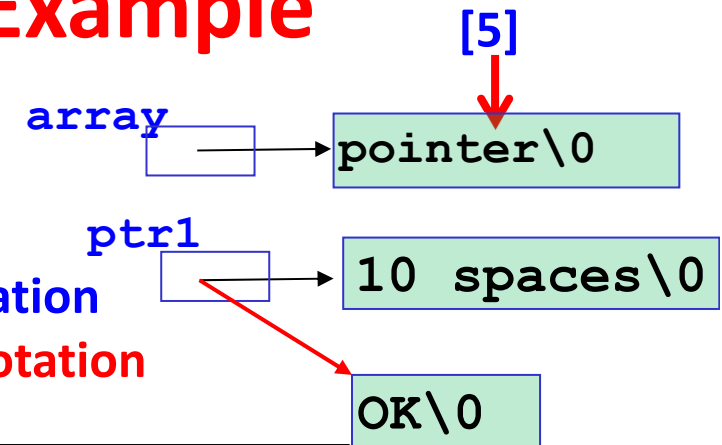 Example
[5]
array
pointer\0
ptr1
10 spaces\0
ation
otation
OK\0